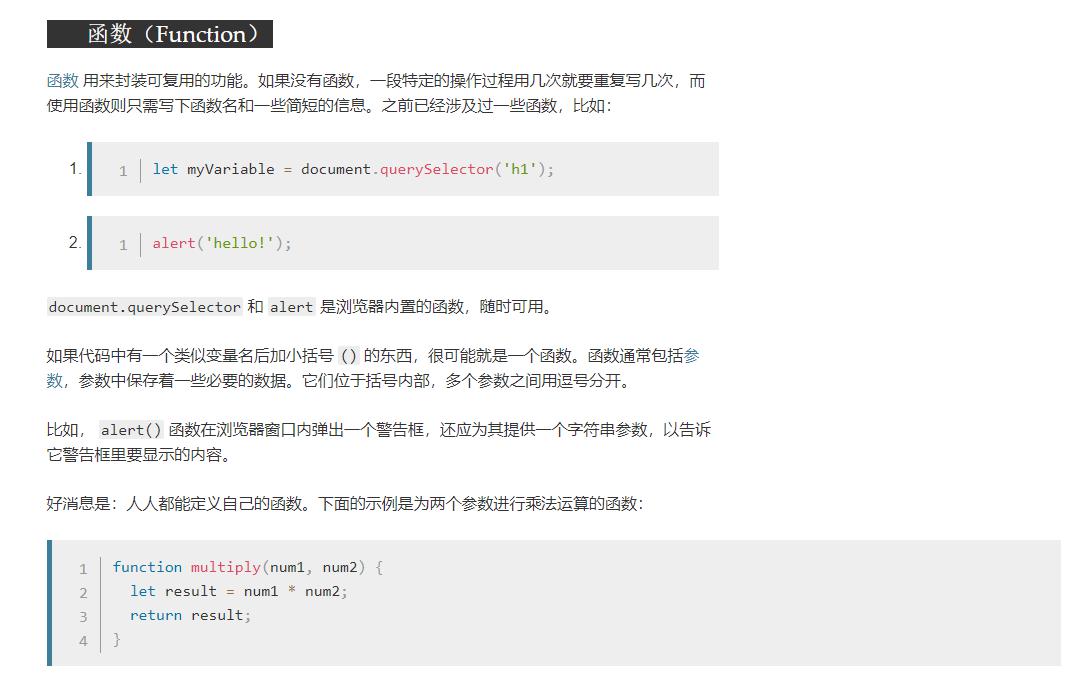 函数（Function）
函数 用来封装可复用的功能。如果没有函数，一段特定的操作过程用几次就要重复写几次，而
使用函数则只需写下函数名和一些简短的信息。之前已经涉及过一些函数，比如：
1. 1 let myVariable = document.querySelector('h1');
2. 1 alert('hello!');
document.querySelector 和 alert 是浏览器内置的函数，随时可用。
如果代码中有一个类似变量名后加小括号 () 的东西，很可能就是一个函数。函数通常包括参
数，参数中保存着一些必要的数据。它们位于括号内部，多个参数之间用逗号分开。
比如， alert() 函数在浏览器窗口内弹出一个警告框，还应为其提供一个字符串参数，以告诉
它警告框里要显示的内容。
好消息是：人人都能定义自己的函数。下面的示例是为两个参数进行乘法运算的函数：
1 function multiply(num1, num2) {
2   let result = num1 * num2;
3   return result;
4 }